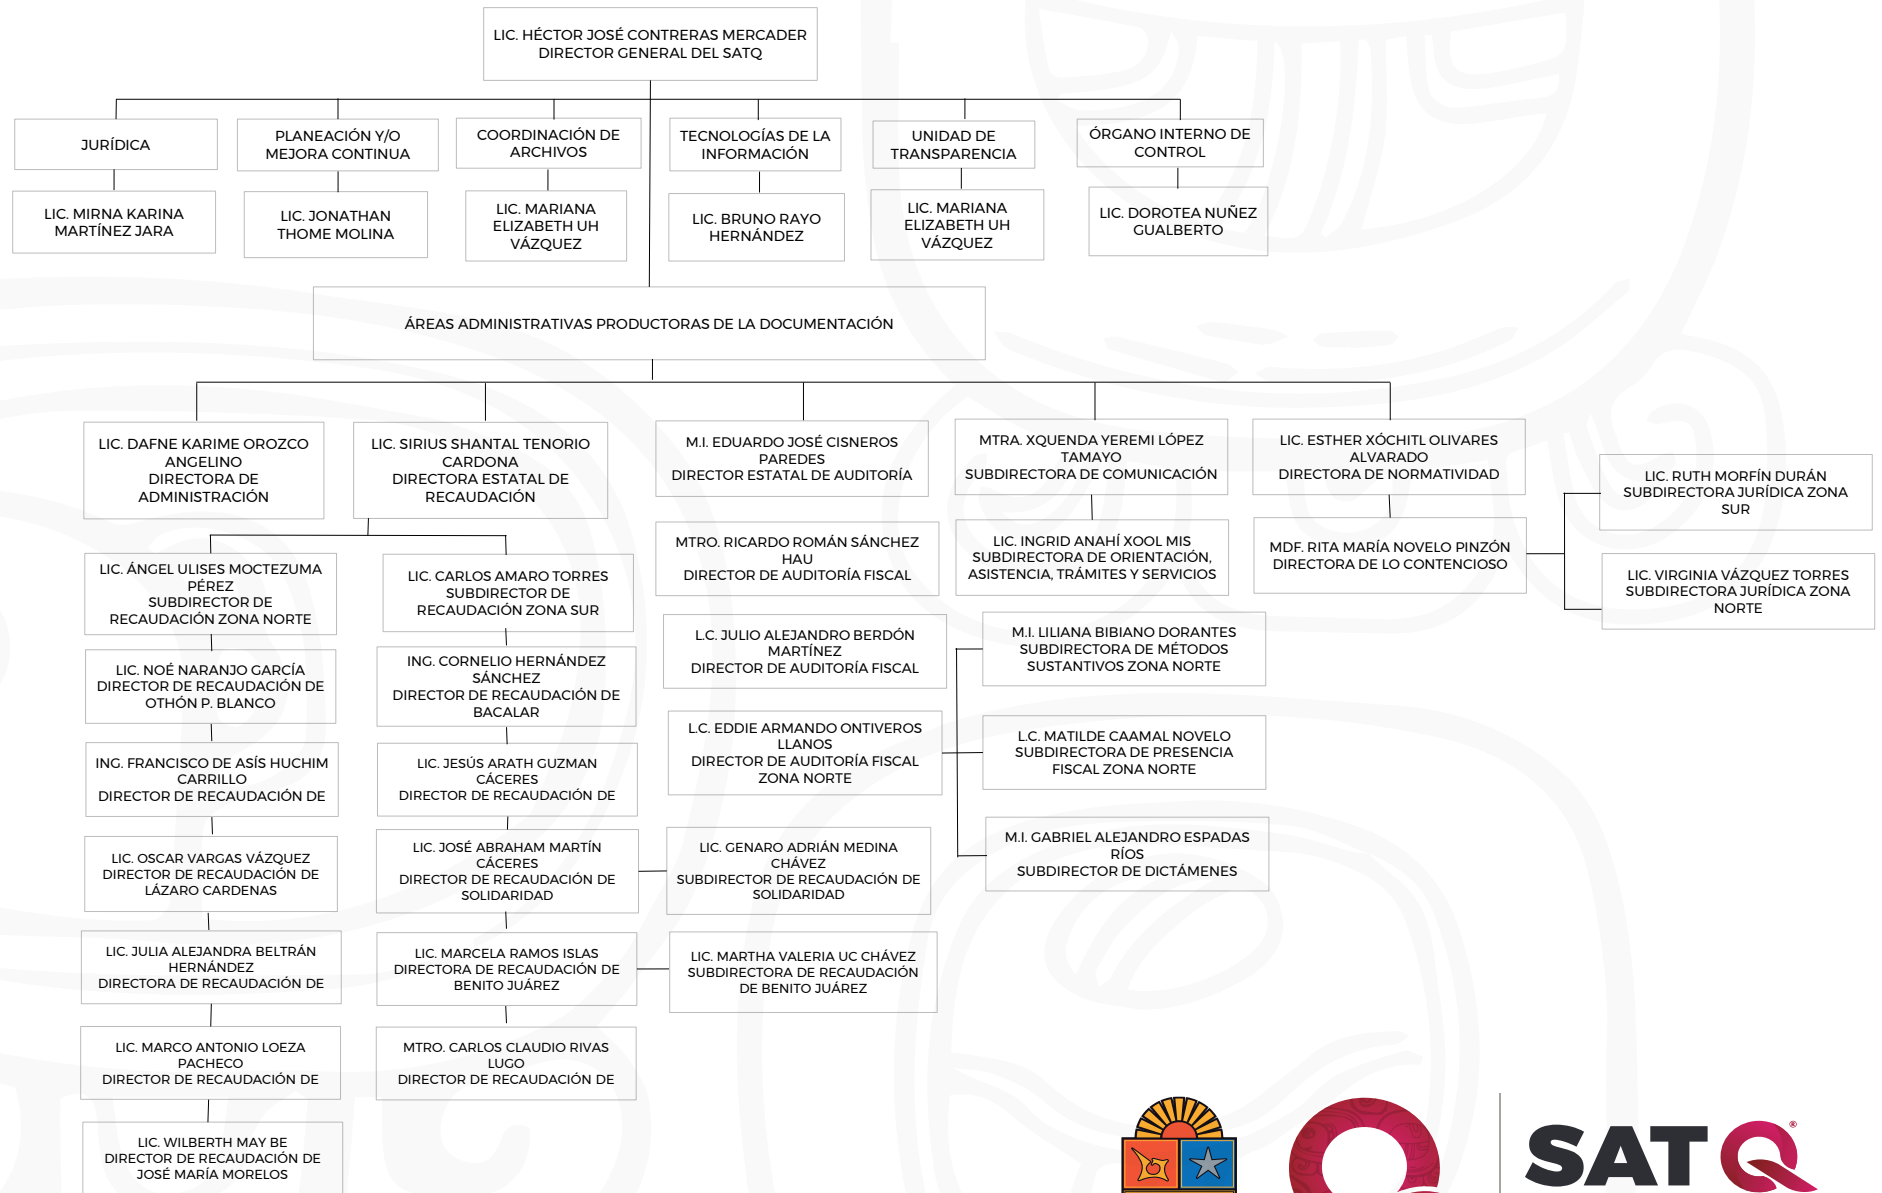 LIC. HÉCTOR JOSÉ CONTRERAS MERCADER
DIRECTOR GENERAL DEL SATQ
JURÍDICA
PLANEACIÓN Y/O
MEJORA CONTINUA
COORDINACIÓN DE
ARCHIVOS
TECNOLOGÍAS DE LA
INFORMACIÓN
UNIDAD DE
TRANSPARENCIA
ÓRGANO INTERNO DE
CONTROL
LIC. MIRNA KARINA
MARTÍNEZ JARA
LIC. JONATHAN
THOME MOLINA
LIC. MARIANA
ELIZABETH UH
VÁZQUEZ
LIC. BRUNO RAYO
HERNÁNDEZ
LIC. MARIANA
ELIZABETH UH
VÁZQUEZ
LIC. DOROTEA NUÑEZ
GUALBERTO
ÁREAS ADMINISTRATIVAS PRODUCTORAS DE LA DOCUMENTACIÓN
LIC. DAFNE KARIME OROZCO
ANGELINO
DIRECTORA DE
ADMINISTRACIÓN
LIC. SIRIUS SHANTAL TENORIO
CARDONA
DIRECTORA ESTATAL DE
RECAUDACIÓN
M.I. EDUARDO JOSÉ CISNEROS
PAREDES
DIRECTOR ESTATAL DE AUDITORÍA
MTRA. XQUENDA YEREMI LÓPEZ
TAMAYO
SUBDIRECTORA DE COMUNICACIÓN
LIC. ESTHER XÓCHITL OLIVARES
ALVARADO
DIRECTORA DE NORMATIVIDAD
LIC. RUTH MORFÍN DURÁN
SUBDIRECTORA JURÍDICA ZONA
SUR
LIC. ÁNGEL ULISES MOCTEZUMA
PÉREZ
SUBDIRECTOR DE
RECAUDACIÓN ZONA NORTE
LIC. CARLOS AMARO TORRES
SUBDIRECTOR DE
RECAUDACIÓN ZONA SUR
MTRO. RICARDO ROMÁN SÁNCHEZ
HAU
DIRECTOR DE AUDITORÍA FISCAL
LIC. INGRID ANAHÍ XOOL MIS
SUBDIRECTORA DE ORIENTACIÓN,
ASISTENCIA, TRÁMITES Y SERVICIOS
MDF. RITA MARÍA NOVELO PINZÓN
DIRECTORA DE LO CONTENCIOSO
LIC. VIRGINIA VÁZQUEZ TORRES
SUBDIRECTORA JURÍDICA ZONA
NORTE
LIC. NOÉ NARANJO GARCÍA
DIRECTOR DE RECAUDACIÓN DE
OTHÓN P. BLANCO
ING. CORNELIO HERNÁNDEZ
SÁNCHEZ
DIRECTOR DE RECAUDACIÓN DE
BACALAR
L.C. JULIO ALEJANDRO BERDÓN
MARTÍNEZ
DIRECTOR DE AUDITORÍA FISCAL
M.I. LILIANA BIBIANO DORANTES
SUBDIRECTORA DE MÉTODOS
SUSTANTIVOS ZONA NORTE
ING. FRANCISCO DE ASÍS HUCHIM
CARRILLO
DIRECTOR DE RECAUDACIÓN DE
LIC. JESÚS ARATH GUZMAN
CÁCERES
DIRECTOR DE RECAUDACIÓN DE
L.C. EDDIE ARMANDO ONTIVEROS
LLANOS
DIRECTOR DE AUDITORÍA FISCAL
ZONA NORTE
L.C. MATILDE CAAMAL NOVELO
SUBDIRECTORA DE PRESENCIA
FISCAL ZONA NORTE
LIC. OSCAR VARGAS VÁZQUEZ
DIRECTOR DE RECAUDACIÓN DE
LÁZARO CARDENAS
LIC. JOSÉ ABRAHAM MARTÍN
CÁCERES
DIRECTOR DE RECAUDACIÓN DE
SOLIDARIDAD
LIC. GENARO ADRIÁN MEDINA
CHÁVEZ
SUBDIRECTOR DE RECAUDACIÓN DE
SOLIDARIDAD
M.I. GABRIEL ALEJANDRO ESPADAS
RÍOS
SUBDIRECTOR DE DICTÁMENES
LIC. JULIA ALEJANDRA BELTRÁN
HERNÁNDEZ
DIRECTORA DE RECAUDACIÓN DE
LIC. MARCELA RAMOS ISLAS
DIRECTORA DE RECAUDACIÓN DE
BENITO JUÁREZ
LIC. MARTHA VALERIA UC CHÁVEZ
SUBDIRECTORA DE RECAUDACIÓN
DE BENITO JUÁREZ
LIC. MARCO ANTONIO LOEZA
PACHECO
DIRECTOR DE RECAUDACIÓN DE
MTRO. CARLOS CLAUDIO RIVAS
LUGO
DIRECTOR DE RECAUDACIÓN DE
LIC. WILBERTH MAY BE
DIRECTOR DE RECAUDACIÓN DE
JOSÉ MARÍA MORELOS
SATQ®